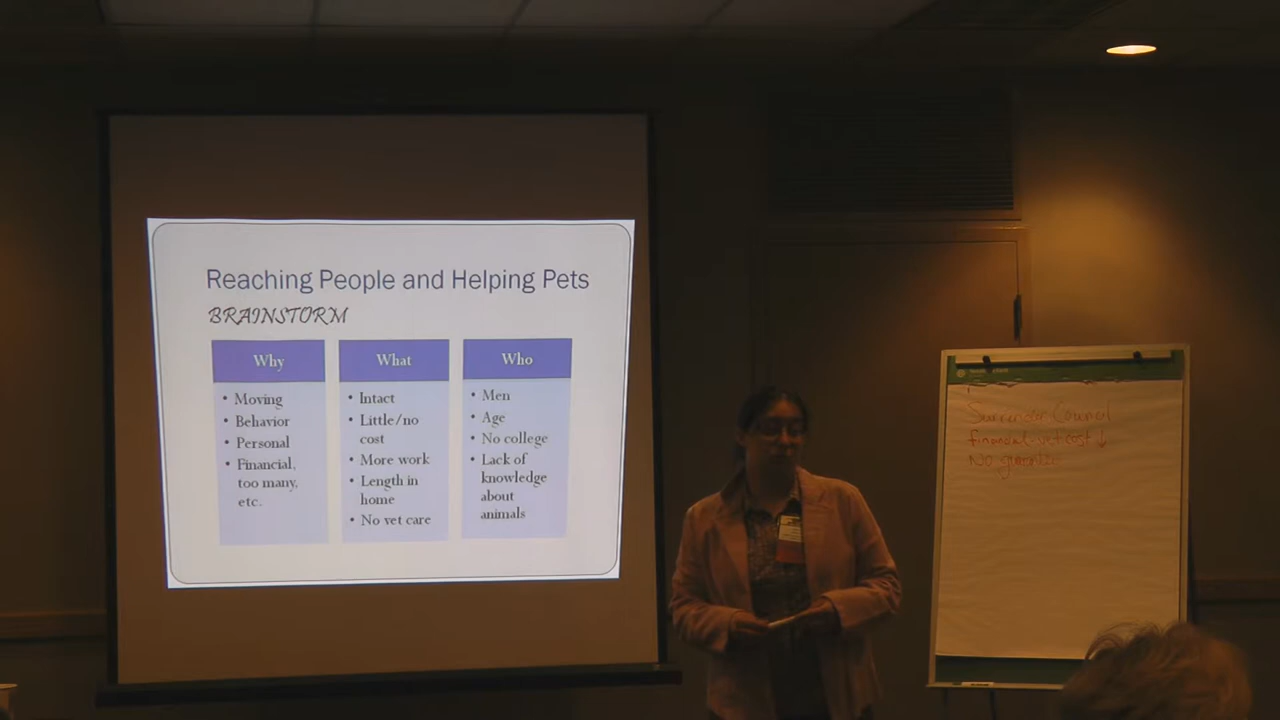 Reaching People and Helping Pets
BRAINSTORM
Why
• Moving
• Behavior
• Personal
• Financial,
too many,
etc.
What
• Intact
• Little/no
cost
• More work
• Length in
home
• No vet care
Who
• Men
• Age
• No college
• Lack of
knowledge
about
animals
Surrender Council
financial-vet cost ↓
No